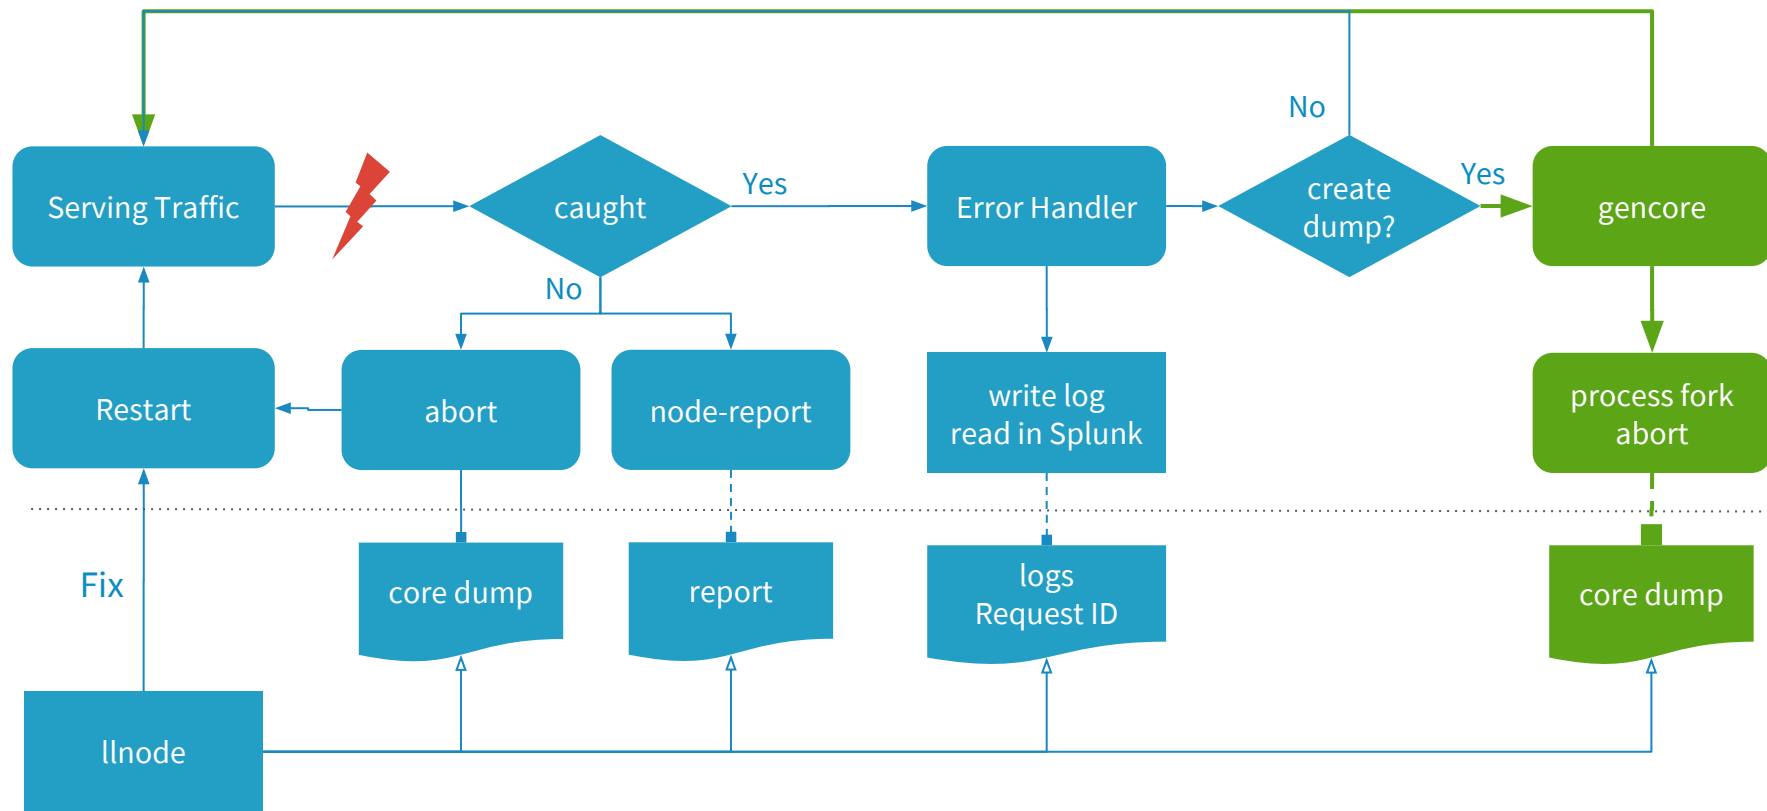 No
Serving Traffic
caught
Yes
Error Handler
create
dump?
Yes
gencore
No
Restart
abort
node-report
write log
read in Splunk
process fork
abort
Fix
core dump
report
logs
Request ID
core dump
llnode